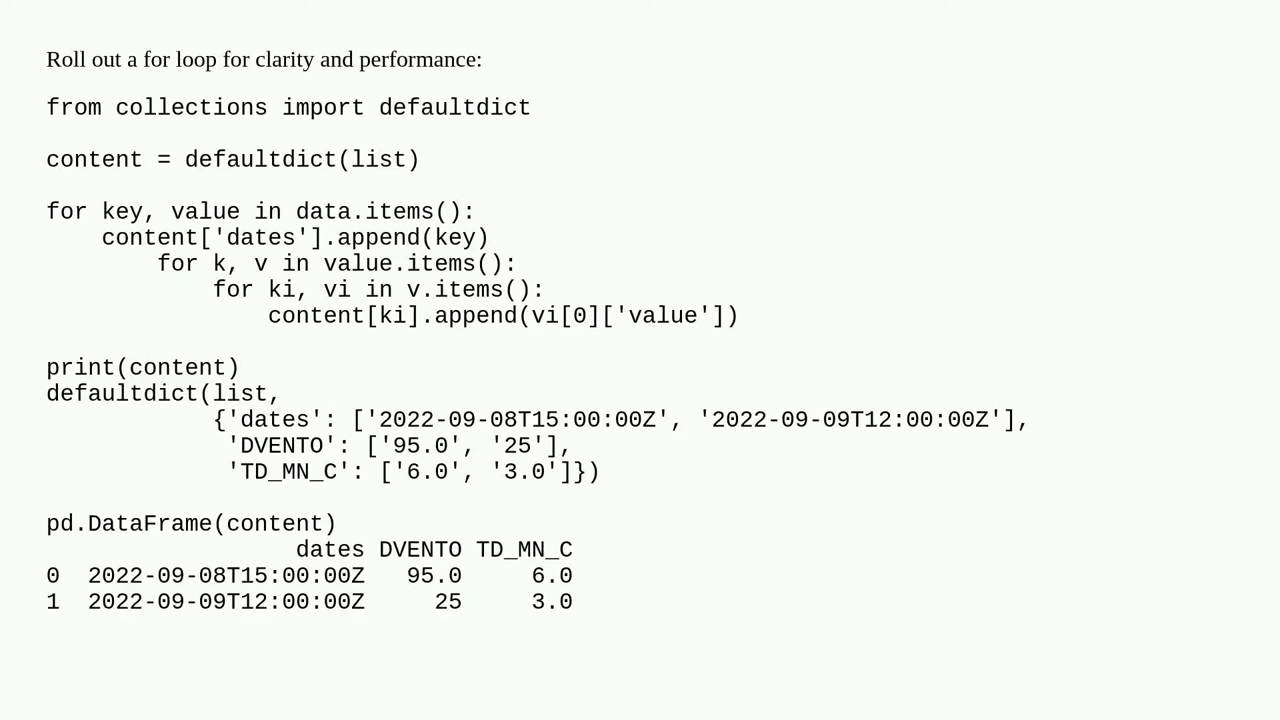 Roll out a for loop for clarity and performance:
from collections import defaultdict
content = defaultdict(list)
for key, value in data.items():
    content['dates'].append(key)
        for k, v in value.items():
            for ki, vi in v.items():
                content[ki].append(vi[0]['value'])
print(content)
defaultdict(list,
            {'dates': ['2022-09-08T15:00:00Z', '2022-09-09T12:00:00Z'],
             'DVENTO': ['95.0', '25'],
             'TD_MN_C': ['6.0', '3.0']})
pd.DataFrame(content)
                  dates DVENTO TD_MN_C
0  2022-09-08T15:00:00Z   95.0     6.0
1  2022-09-09T12:00:00Z     25     3.0